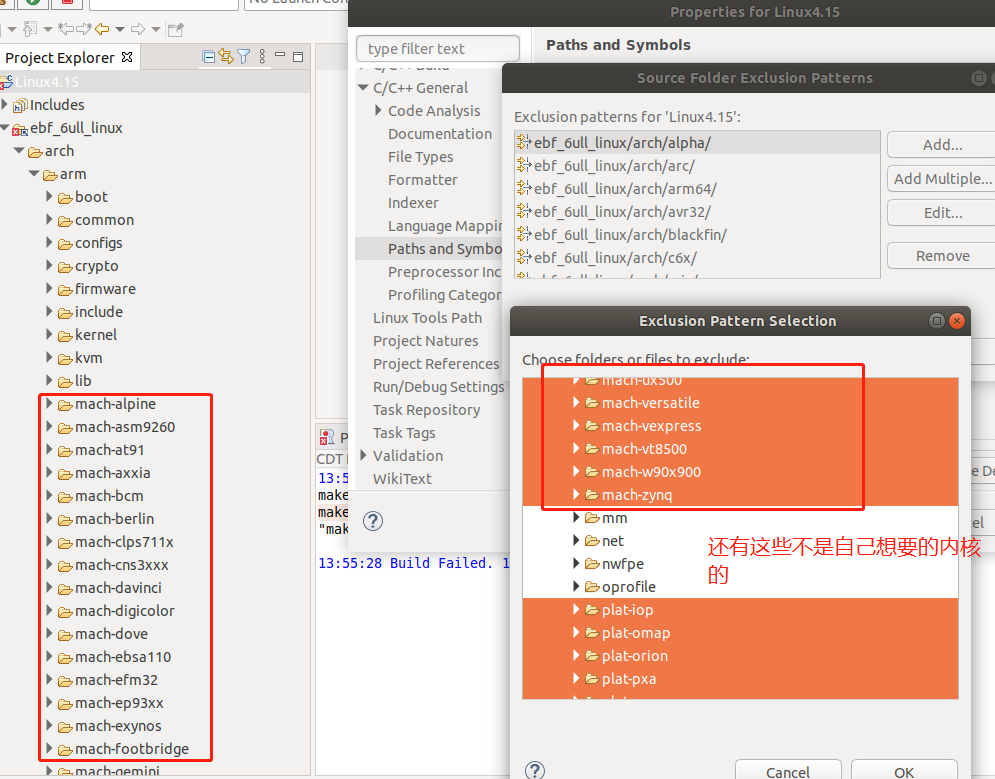 No Launch Con
Properties for Linux4.15
Project Explorer
type filter text
Paths and Symbols
C/C++ Build
C/C++ General
Code Analysis
Documentation
File Types
Formatter
Indexer
Language Mappin
Paths and Symbo
Preprocessor Inc
Profiling Categor
Linux Tools Path
Project Natures
Project References
Run/Debug Settings
Task Repository
Task Tags
Validation
WikiText
Linux4.15
Includes
ebf_6ull_linux
arch
arm
boot
common
configs
crypto
firmware
include
kernel
kvm
lib
mach-alpine
mach-asm9260
mach-at91
mach-axxia
mach-bcm
mach-berlin
mach-clps711x
mach-cns3xxx
mach-davinci
mach-digicolor
mach-dove
mach-ebsa110
mach-efm32
mach-ep93xx
mach-exynos
mach-footbridge
mach-gemini
P
CDT
13:5
make
make
"mak
13:55:28 Build Failed. 1
Source Folder Exclusion Patterns
Exclusion patterns for 'Linux4.15':
ebf_6ull_linux/arch/alpha/
ebf_6ull_linux/arch/arc/
ebf_6ull_linux/arch/arm64/
ebf_6ull_linux/arch/avr32/
ebf_6ull_linux/arch/blackfin/
ebf_6ull_linux/arch/c6x/
Add...
Add Multiple...
Edit...
Remove
Exclusion Pattern Selection
Choose folders or files to exclude:
mach-ux500
mach-versatile
mach-vexpress
mach-vt8500
mach-w90x900
mach-zynq
mm
net
nwfpe
oprofile
plat-iop
plat-omap
plat-orion
plat-pxa
还有这些不是自己想要的内核
的
e De
cel
Cancel
OK